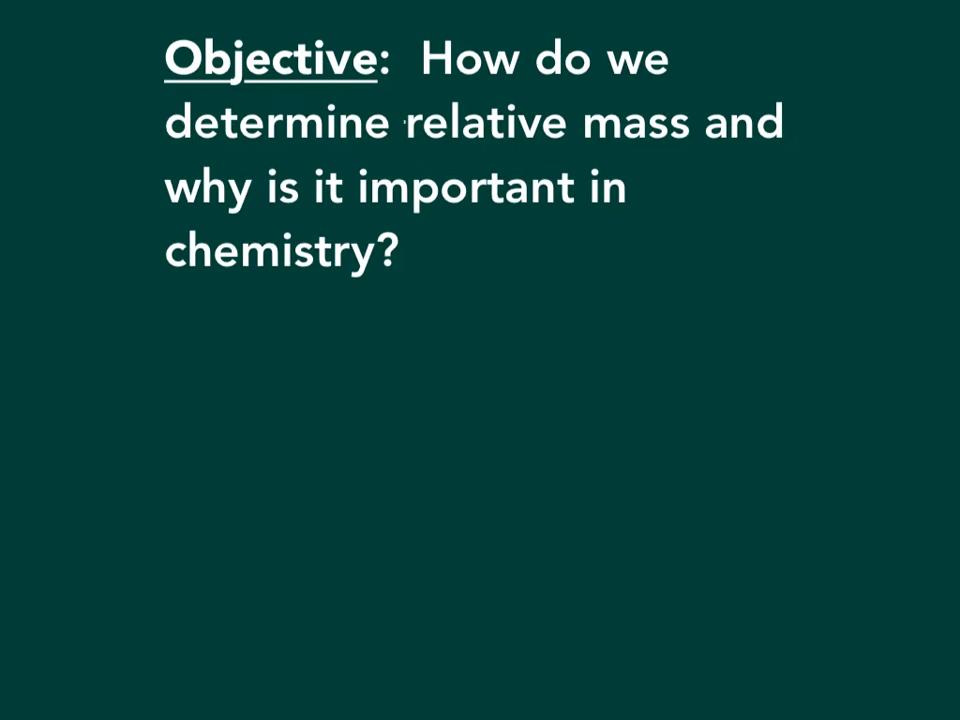 Objective:  How do we
determine relative mass and
why is it important in
chemistry?